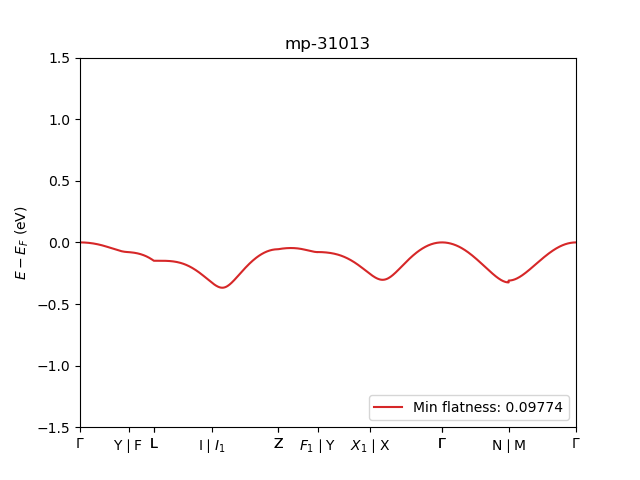 mp-31013
1.5
1.0
0.5
0.0
−0.5
−1.0
−1.5
E − E_F (eV)
Min flatness: 0.09774
Γ Y | F L I | I₁ Z F₁ | Y X₁ | X Γ N | M Γ